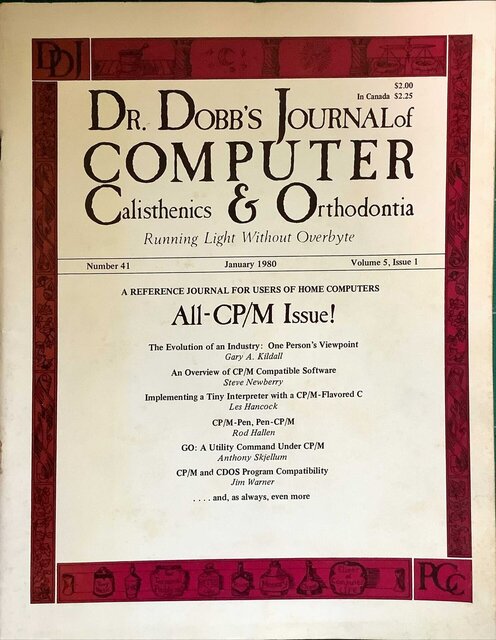 DDJ
$2.00
In Canada $2.25
DR. DOBB'S JOURNAL of
COMPUTER
Calisthenics & Orthodontia
Running Light Without Overbyte
Number 41 January 1980 Volume 5, Issue 1
A REFERENCE JOURNAL FOR USERS OF HOME COMPUTERS
All-CP/M Issue!
The Evolution of an Industry: One Person's Viewpoint
Gary A. Kildall
An Overview of CP/M Compatible Software
Steve Newberry
Implementing a Tiny Interpreter with a CP/M-Flavored C
Les Hancock
CP/M-Pen, Pen-CP/M
Rod Hallen
GO: A Utility Command Under CP/M
Anthony Skjellum
CP/M and CDOS Program Compatibility
Jim Warner
. . . . and, as always, even more
PCC